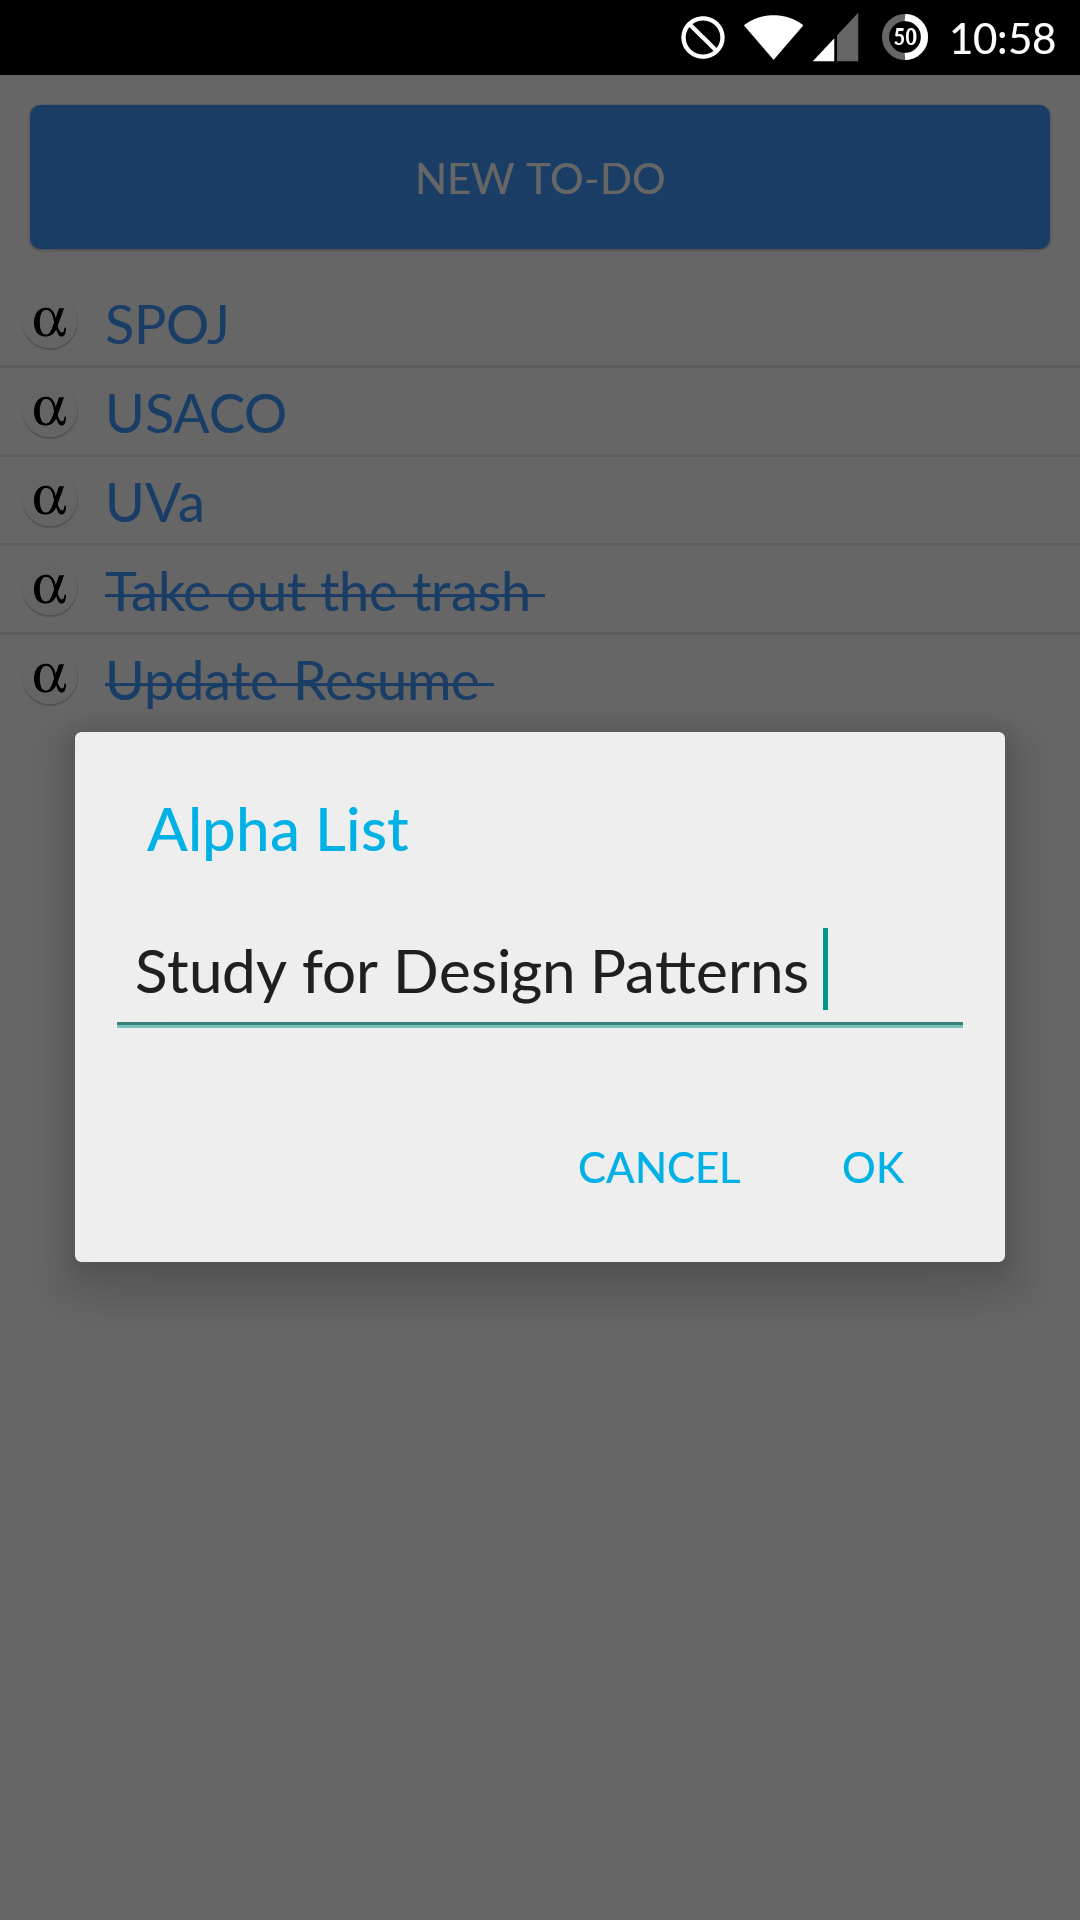 50 10:58
NEW TO-DO
α SPOJ
α USACO
α UVa
α Take out the trash
α Update Resume
Alpha List
Study for Design Patterns
CANCEL OK